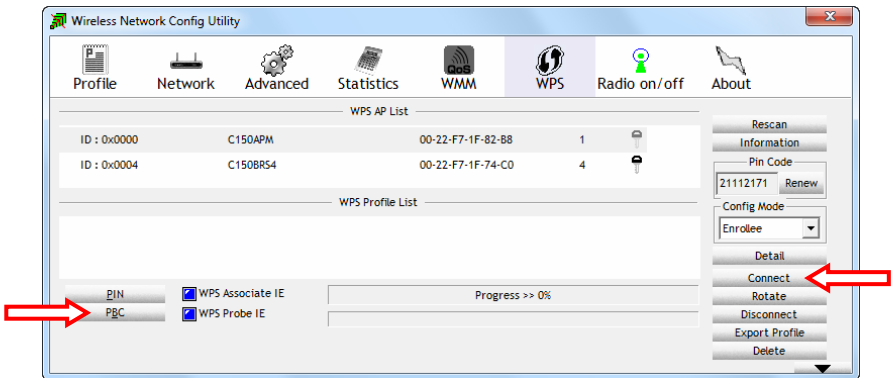 Wireless Network Config Utility
Profile Network Advanced Statistics QoS WMM WPS Radio on/off About
WPS AP List
ID : 0x0000 C150APM 00-22-F7-1F-82-B8 1
ID : 0x0004 C150BRS4 00-22-F7-1F-74-C0 4
WPS Profile List
Rescan
Information
Pin Code
21112171 Renew
Config Mode
Enrollee
Detail
Connect
Rotate
Disconnect
Export Profile
Delete
PIN WPS Associate IE Progress >> 0%
PBC WPS Probe IE